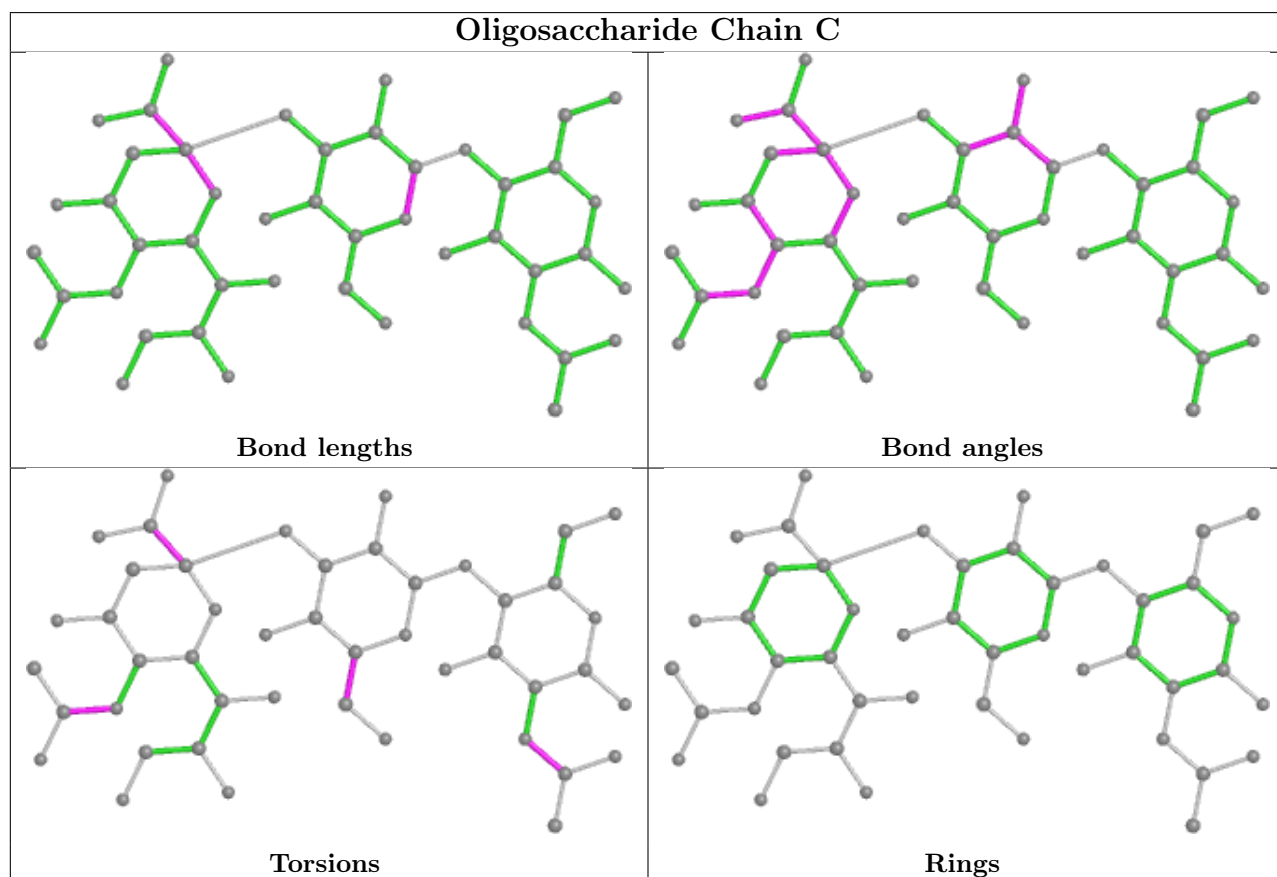 Oligosaccharide Chain C
Bond lengths
Bond angles
Torsions
Rings